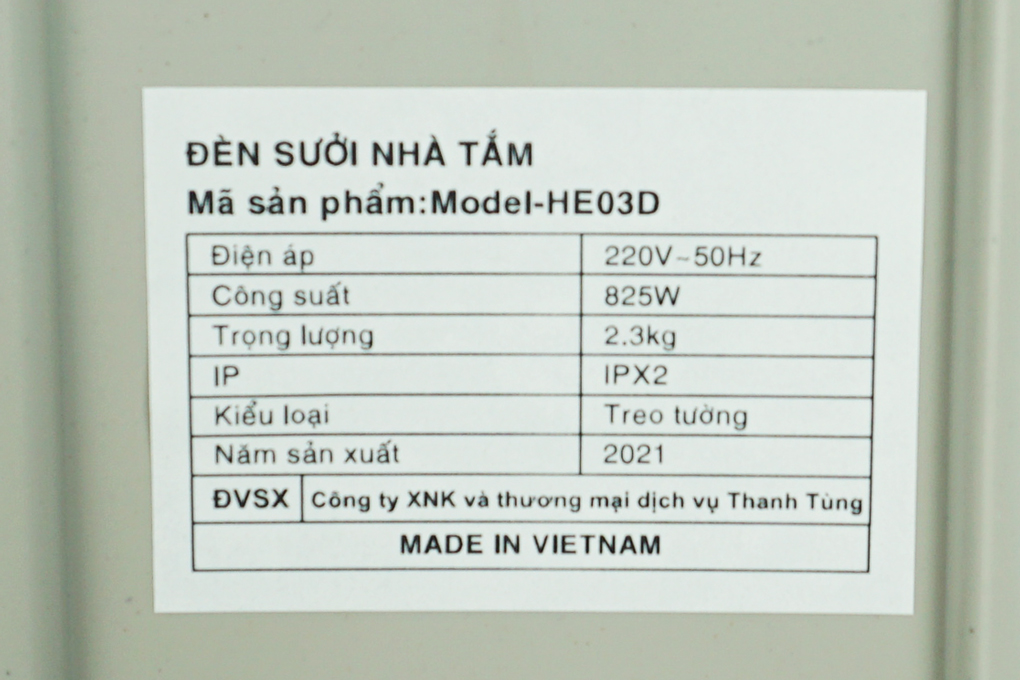 ĐÈN SƯỞI NHÀ TẮM
Mã sản phẩm:Model-HE03D
Điện áp 220V~50Hz
Công suất 825W
Trọng lượng 2.3kg
IP IPX2
Kiểu loại Treo tường
Năm sản xuất 2021
ĐVSX Công ty XNK và thương mại dịch vụ Thanh Tùng
MADE IN VIETNAM